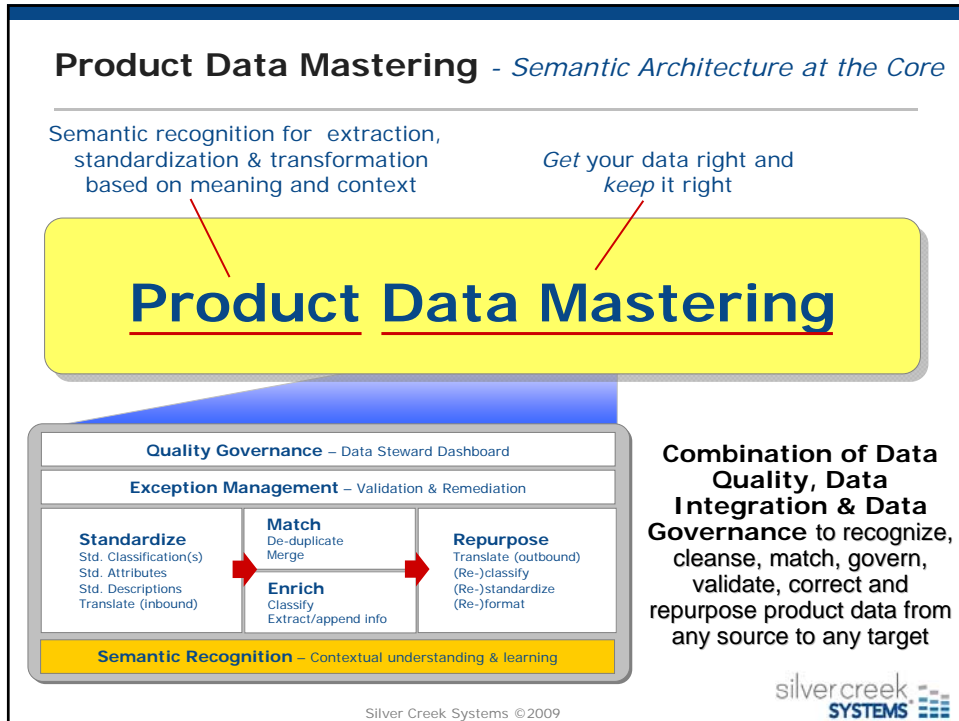 Product Data Mastering - Semantic Architecture at the Core
Semantic recognition for extraction,
standardization & transformation
based on meaning and context
Get your data right and
keep it right
Product Data Mastering
Quality Governance – Data Steward Dashboard
Exception Management – Validation & Remediation
Standardize
Std. Classification(s)
Std. Attributes
Std. Descriptions
Translate (inbound)
Match
De-duplicate
Merge
Enrich
Classify
Extract/append info
Repurpose
Translate (outbound)
(Re-)classify
(Re-)standardize
(Re-)format
Semantic Recognition – Contextual understanding & learning
Combination of Data
Quality, Data
Integration & Data
Governance to recognize,
cleanse, match, govern,
validate, correct and
repurpose product data from
any source to any target
Silver Creek Systems ©2009
silver creek
SYSTEMS®